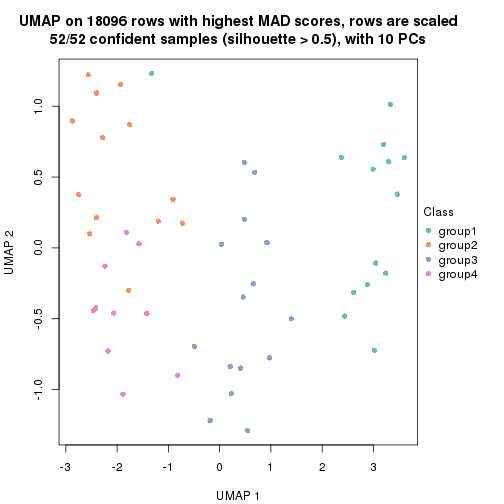 UMAP on 18096 rows with highest MAD scores, rows are scaled
52/52 confident samples (silhouette > 0.5), with 10 PCs
1.0
0.5
0.0
-0.5
-1.0
UMAP 2
-3 -2 -1 0 1 2 3
UMAP 1
Class
group1
group2
group3
group4